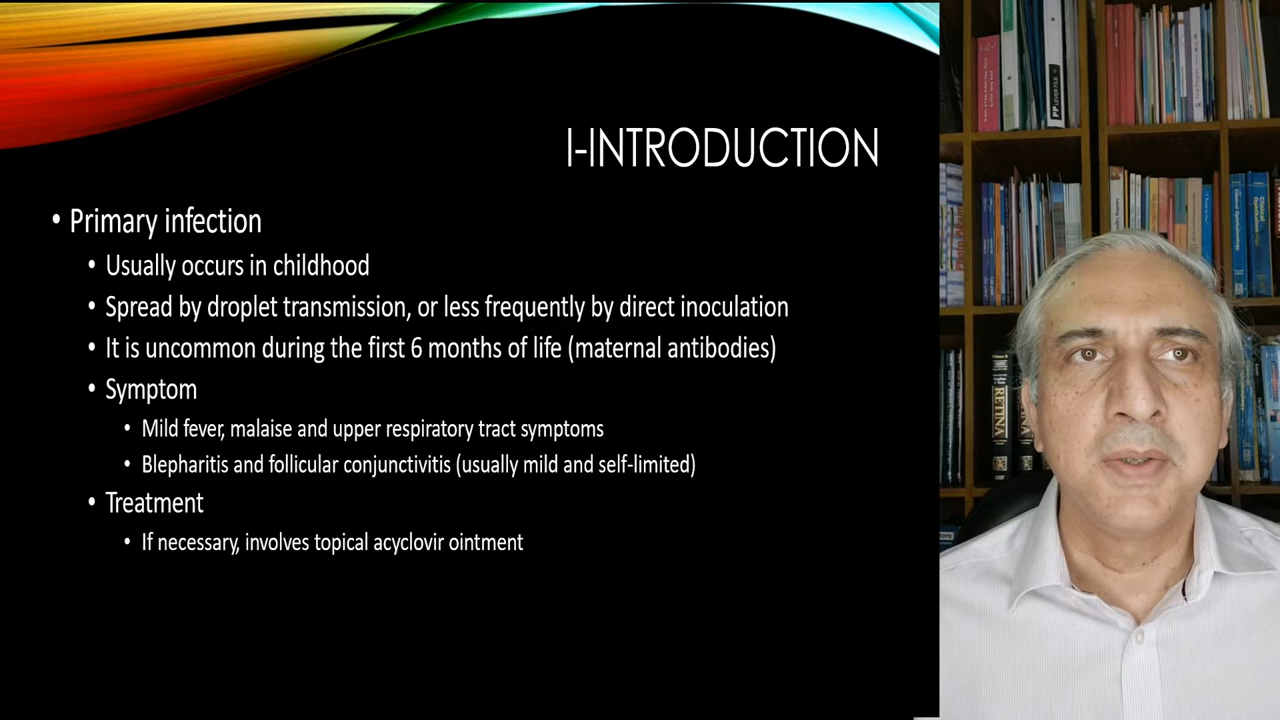 I-INTRODUCTION
• Primary infection
• Usually occurs in childhood
• Spread by droplet transmission, or less frequently by direct inoculation
• It is uncommon during the first 6 months of life (maternal antibodies)
• Symptom
• Mild fever, malaise and upper respiratory tract symptoms
• Blepharitis and follicular conjunctivitis (usually mild and self-limited)
• Treatment
• If necessary, involves topical acyclovir ointment
RETINA